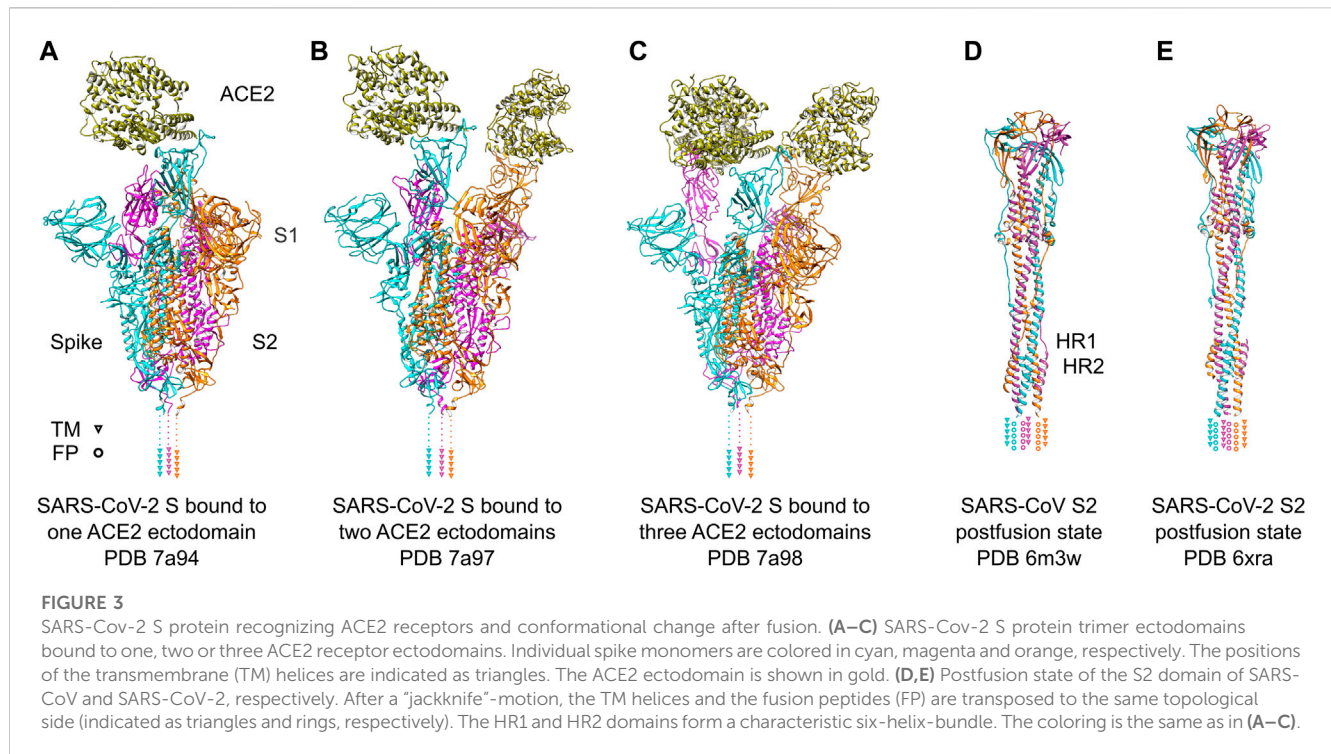 A
B
C
D
E
ACE2
S1
Spike
S2
HR1
HR2
TM
FP
SARS-CoV-2 S bound to
one ACE2 ectodomain
PDB 7a94
SARS-CoV-2 S bound to
two ACE2 ectodomains
PDB 7a97
SARS-CoV-2 S bound to
three ACE2 ectodomains
PDB 7a98
SARS-CoV S2
postfusion state
PDB 6m3w
SARS-CoV-2 S2
postfusion state
PDB 6xra
FIGURE 3
SARS-Cov-2 S protein recognizing ACE2 receptors and conformational change after fusion. (A–C) SARS-Cov-2 S protein trimer ectodomains
bound to one, two or three ACE2 receptor ectodomains. Individual spike monomers are colored in cyan, magenta and orange, respectively. The positions
of the transmembrane (TM) helices are indicated as triangles. The ACE2 ectodomain is shown in gold. (D,E) Postfusion state of the S2 domain of SARS-
CoV and SARS-CoV-2, respectively. After a “jackknife”-motion, the TM helices and the fusion peptides (FP) are transposed to the same topological
side (indicated as triangles and rings, respectively). The HR1 and HR2 domains form a characteristic six-helix-bundle. The coloring is the same as in (A–C).